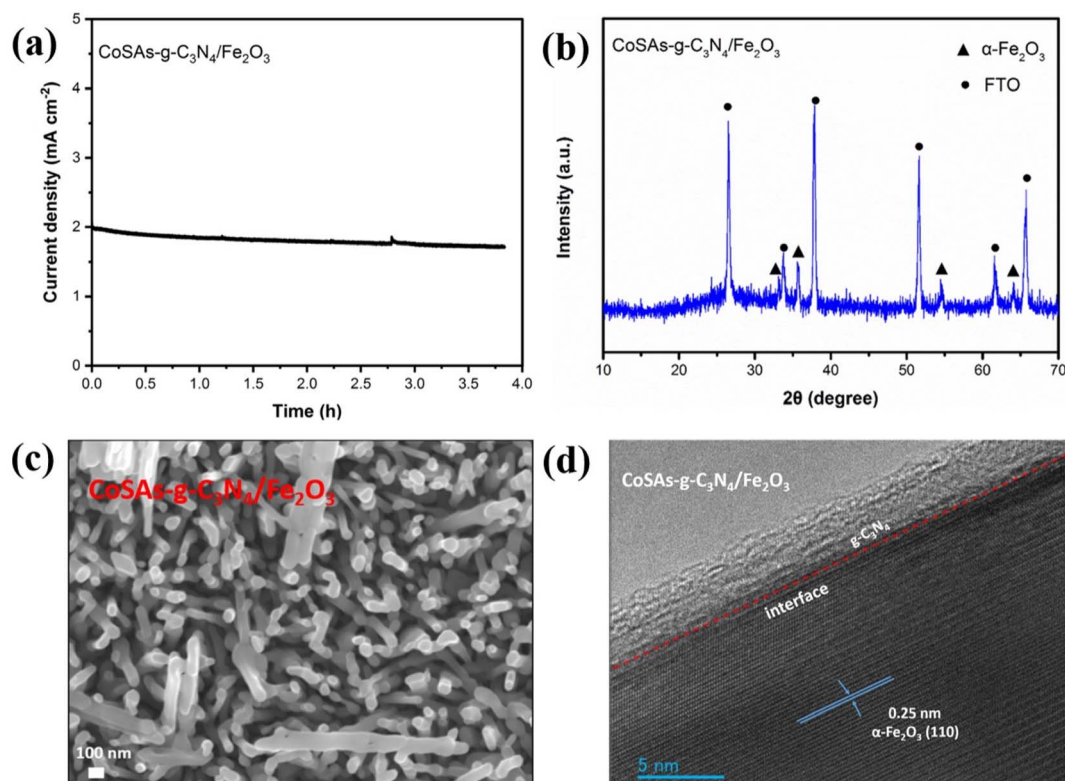 (a)
5
4
3
2
1
0
CoSAs-g-C₃N₄/Fe₂O₃
Current density (mA cm⁻²)
0.0 0.5 1.0 1.5 2.0 2.5 3.0 3.5 4.0
Time (h)
(b)
CoSAs-g-C₃N₄/Fe₂O₃
▲ α-Fe₂O₃
● FTO
Intensity (a.u.)
10 20 30 40 50 60 70
2θ (degree)
(c)
CoSAs-g-C₃N₄/Fe₂O₃
100 nm
(d)
CoSAs-g-C₃N₄/Fe₂O₃
g-C₃N₄
interface
0.25 nm
α-Fe₂O₃ (110)
5 nm